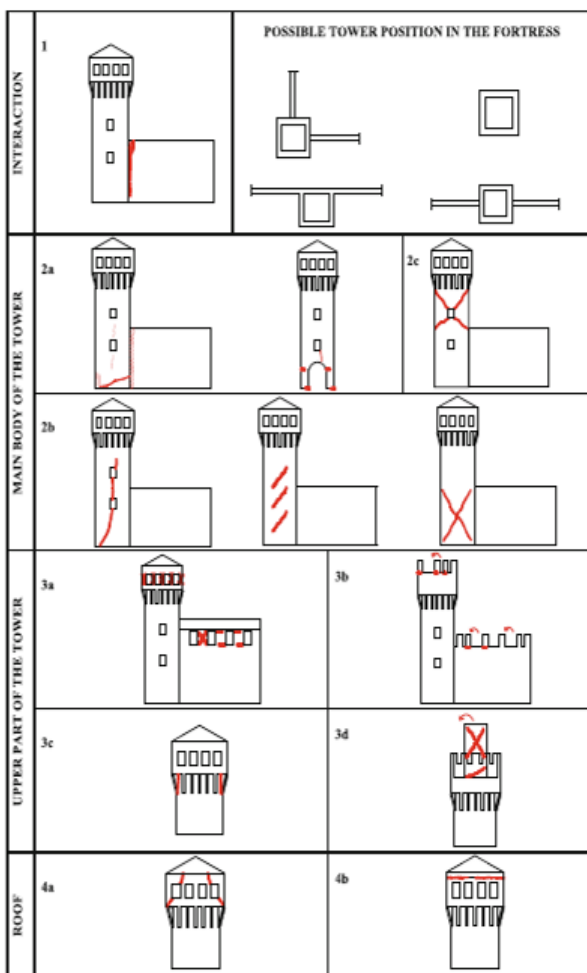 INTERACTION
1
POSSIBLE TOWER POSITION IN THE FORTRESS
MAIN BODY OF THE TOWER
2a
2c
2b
UPPER PART OF THE TOWER
3a
3b
3c
3d
ROOF
4a
4b